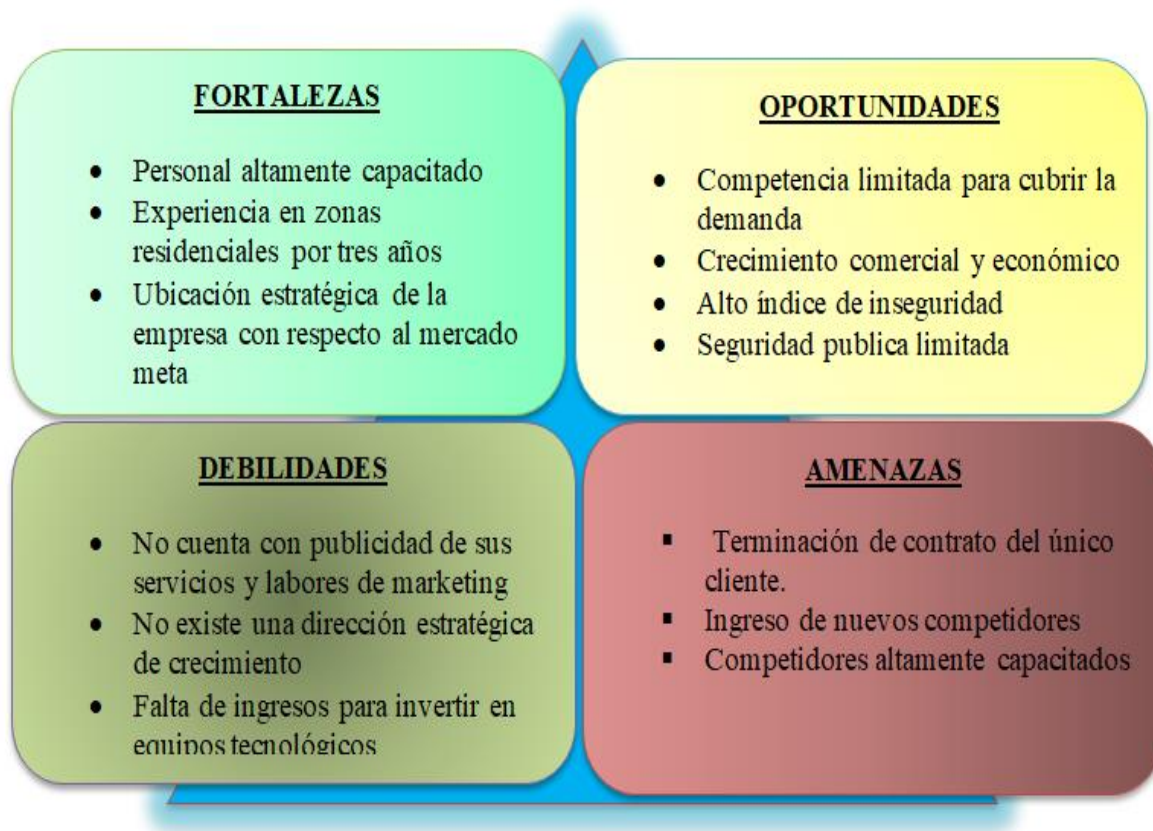 FORTALEZAS
• Personal altamente capacitado
• Experiencia en zonas
residenciales por tres años
• Ubicación estratégica de la
empresa con respecto al mercado
meta
OPORTUNIDADES
• Competencia limitada para cubrir la
demanda
• Crecimiento comercial y económico
• Alto índice de inseguridad
• Seguridad publica limitada
DEBILIDADES
• No cuenta con publicidad de sus
servicios y labores de marketing
• No existe una dirección estratégica
de crecimiento
• Falta de ingresos para invertir en
equipos tecnológicos
AMENAZAS
▪ Terminación de contrato del único
cliente.
▪ Ingreso de nuevos competidores
▪ Competidores altamente capacitados